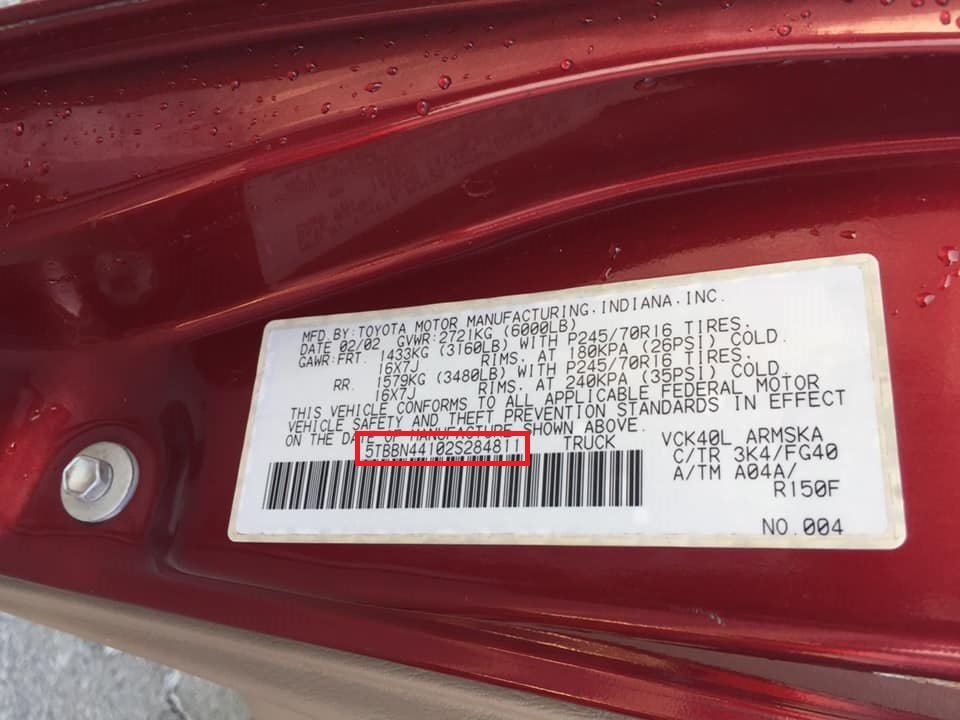 MFD.BY:TOYOTA MOTOR MANUFACTURING,INDIANA,INC.
DATE 02/02 GVWR:2721KG (6000LB)
GAWR:FRT. 1433KG (3160LB) WITH P245/70R16 TIRES,
16X7J RIMS, AT 180KPA (26PSI) COLD.
RR. 1579KG (3480LB) WITH P245/70R16 TIRES,
16X7J RIMS, AT 240KPA (35PSI) COLD.
THIS VEHICLE CONFORMS TO ALL APPLICABLE FEDERAL MOTOR
VEHICLE SAFETY AND THEFT PREVENTION STANDARDS IN EFFECT
ON THE DATE OF MANUFACTURE SHOWN ABOVE.
5TBBN44102S284811 TRUCK
VCK40L ARMSKA
C/TR 3K4/FG40
A/TM A04A/
R150F
NO.004